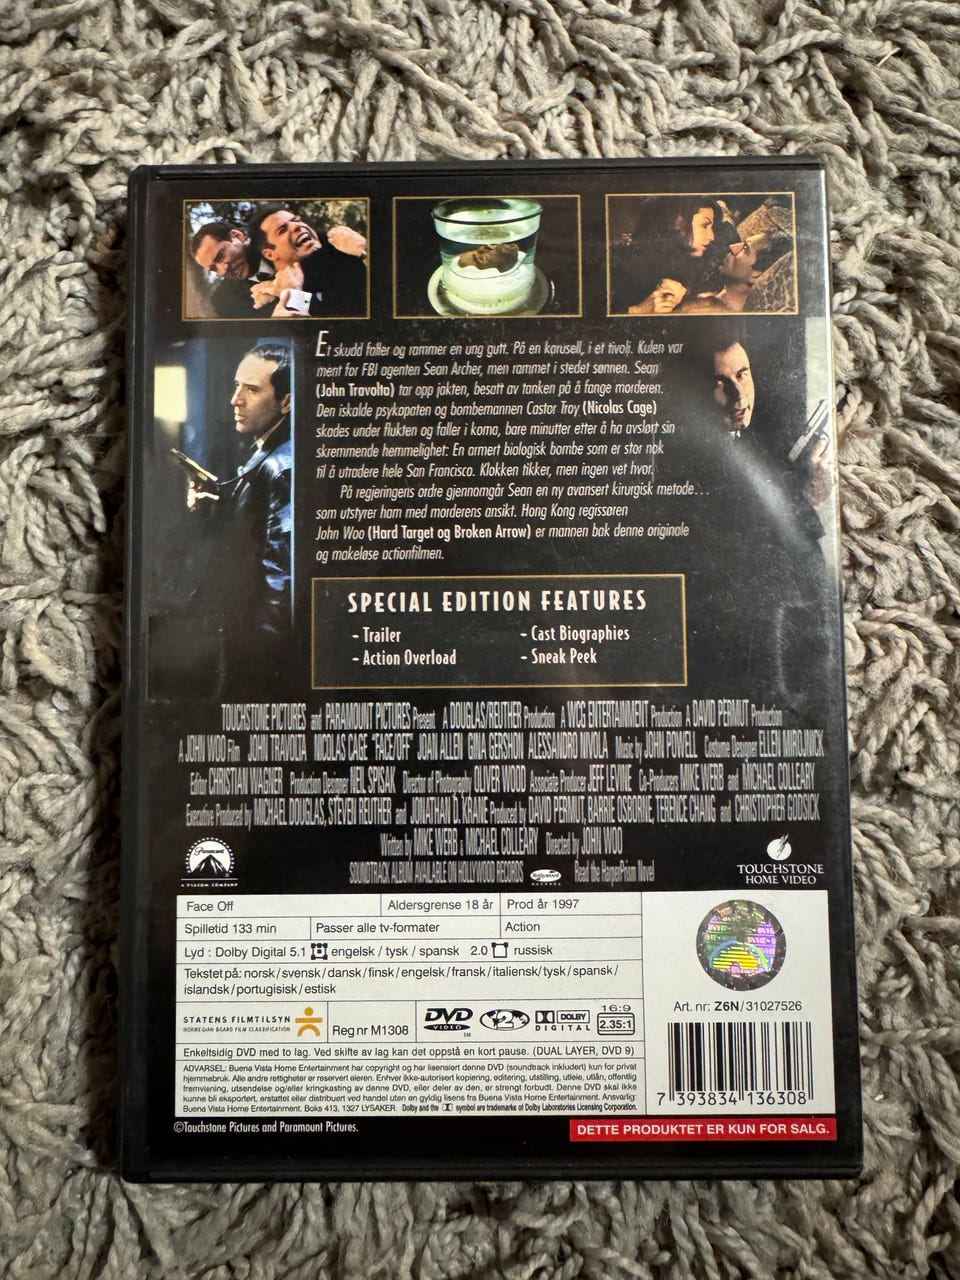 Et skudd faller og rammer en ung gutt. På en karusell, i et tivoli. Kulen var
ment for FBI agenten Sean Archer, men rammet i stedet sønnen. Sean
(John Travolta) tar opp jakten, besatt av tanken på å fange morderen.
Den iskalde psykopaten og bombemannen Castor Troy (Nicolas Cage)
skades under flukten og faller i koma, bare minutter etter å ha avslørt sin
skremmende hemmelighet: En armert biologisk bombe som er stor nok
til å utradere hele San Francisco. Klokken tikker, men ingen vet hvor.
På regjeringens ordre gjennomgår Sean en ny avansert kirurgisk metode...
som utstyrer ham med morderens ansikt. Hong Kong regissøren
John Woo (Hard Target og Broken Arrow) er mannen bak denne originale
og makeløse actionfilmen.
SPECIAL EDITION FEATURES
- Trailer - Cast Biographies
- Action Overload - Sneak Peek
TOUCHSTONE PICTURES and PARAMOUNT PICTURES Present A DOUGLAS/REUTHER Production A WCG ENTERTAINMENT Production A DAVID PERMUT Production
A JOHN WOO Film JOHN TRAVOLTA NICOLAS CAGE "FACE/OFF" JOAN ALLEN GINA GERSHON ALESSANDRO NIVOLA Music by JOHN POWELL Costume Designer ELLEN MIROJNICK
Editor CHRISTIAN WAGNER Production Designer NEIL SPISAK Director of Photography OLIVER WOOD Associate Producer JEFF LEVINE Co-Producers MIKE WERB and MICHAEL COLLEARY
Executive Produced by MICHAEL DOUGLAS, STEVEN REUTHER and JONATHAN D. KRANE Produced by DAVID PERMUT, BARRIE OSBORNE, TERENCE CHANG and CHRISTOPHER GODSICK
Written by MIKE WERB & MICHAEL COLLEARY Directed by JOHN WOO
SOUNDTRACK ALBUM AVAILABLE ON HOLLYWOOD RECORDS Hollywood RECORDS Read the HarperPrism Novel
Paramount
A VIACOM COMPANY
TOUCHSTONE
HOME VIDEO
Face Off Aldersgrense 18 år Prod år 1997
Spilletid 133 min Passer alle tv-formater Action
Lyd : Dolby Digital 5.1 engelsk / tysk / spansk 2.0 russisk
Tekstet på: norsk/svensk/dansk/finsk/engelsk/fransk/italiensk/tysk/spansk/
islandsk/portugisisk/estisk
STATENS FILMTILSYN
NORWEGIAN BOARD FILM CLASSIFICATION
Reg nr M1308
DVD VIDEO
2
DOLBY DIGITAL
16:9
2.35:1
Enkeltsidig DVD med to lag. Ved skifte av lag kan det oppstå en kort pause. (DUAL LAYER, DVD 9)
ADVARSEL: Buena Vista Home Entertainment har copyright og har lisensiert denne DVD (soundtrack inkludert) kun for privat
hjemmebruk. Alle andre rettigheter er reservert eieren. Enhver ikke-autorisert kopiering, editering, utstilling, utleie, utlån, offentlig
fremvisning, utsendelse og/eller kringkasting av denne DVD, eller deler av den, er strengt forbudt. Denne DVD skal ikke
kunne bli eksportert, erstattet eller distribuert ved handel uten en gyldig lisens fra Buena Vista Home Entertainment. Ansvarlig:
Buena Vista Home Entertainment. Boks 413, 1327 LYSAKER. Dolby and the symbol are trademarks of Dolby Laboratories Licensing Corporation.
Art. nr: Z6N/31027526
7 393834 136308
©Touchstone Pictures and Paramount Pictures.
DETTE PRODUKTET ER KUN FOR SALG.